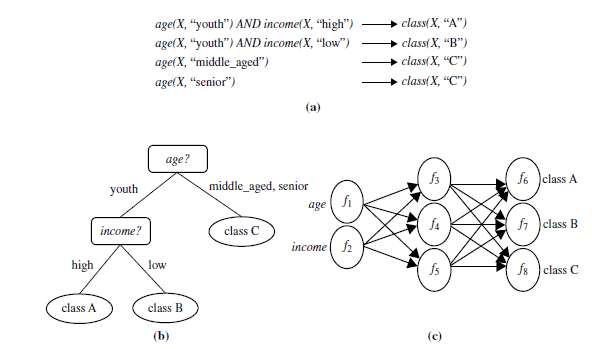 age(X, “youth”) AND income(X, “high”) class(X, “A”)
age(X, “youth”) AND income(X, “low”) class(X, “B”)
age(X, “middle_aged”) class(X, “C”)
age(X, “senior”) class(X, “C”)
(a)
age?
youth
middle_aged, senior
income?
class C
high
low
class A
class B
(b)
age
income
f1
f2
f3
f4
f5
f6 class A
f7 class B
f8 class C
(c)